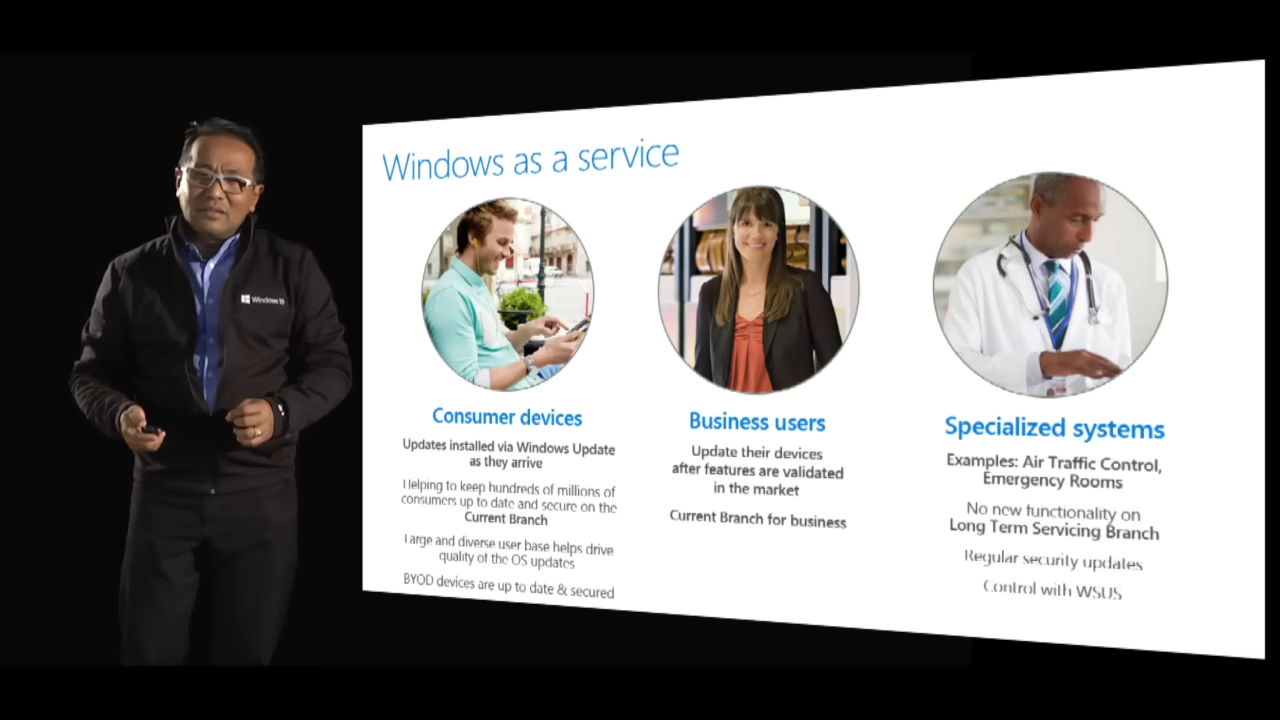 Windows as a service
Windows 10
Consumer devices
Updates installed via Windows Update
as they arrive
Helping to keep hundreds of millions of
consumers up to date and secure on the
Current Branch
Large and diverse user base helps drive
quality of the OS updates
BYOD devices are up to date & secured
Business users
Update their devices
after features are validated
in the market
Current Branch for business
Specialized systems
Examples: Air Traffic Control,
Emergency Rooms
No new functionality on
Long Term Servicing Branch
Regular security updates
Control with WSUS